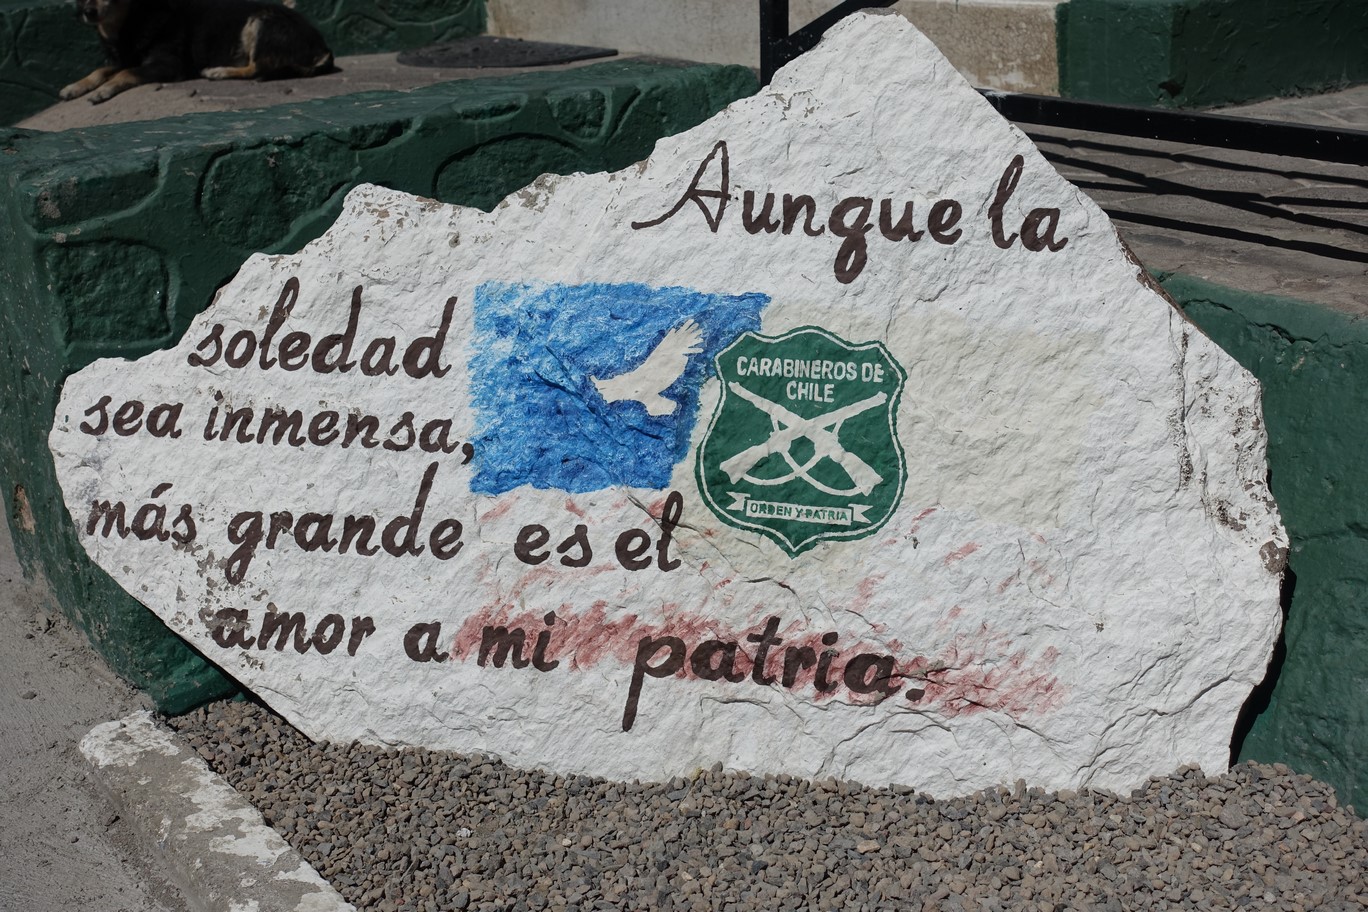 Aunque la
soledad
sea inmensa,
más grande es el
amor a mi patria.
CARABINEROS DE
CHILE
ORDEN Y PATRIA